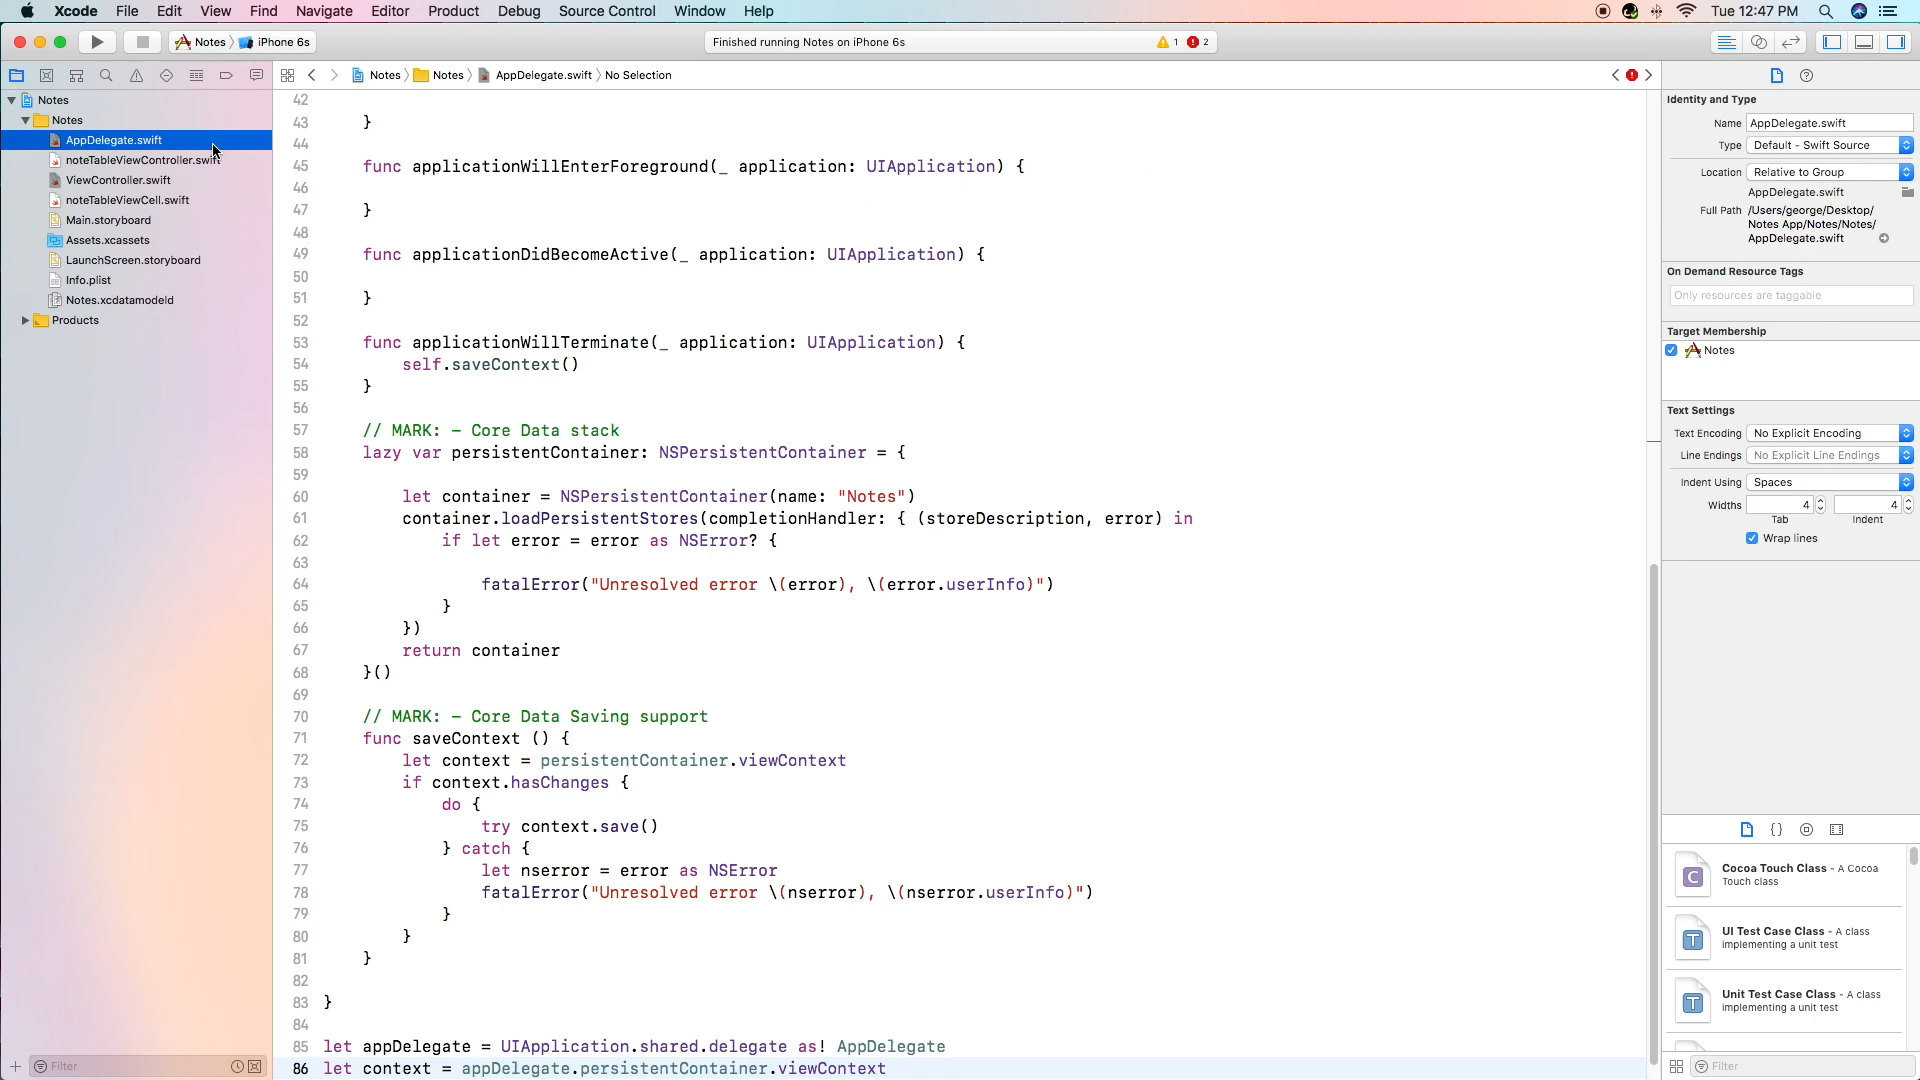 Xcode File Edit View Find Navigate Editor Product Debug Source Control Window Help Tue 12:47 PM
Notes iPhone 6s Finished running Notes on iPhone 6s 1 2
Notes Notes AppDelegate.swift No Selection
Notes
Notes
AppDelegate.swift
noteTableViewController.swift
ViewController.swift
noteTableViewCell.swift
Main.storyboard
Assets.xcassets
LaunchScreen.storyboard
Info.plist
Notes.xcdatamodeld
Products
Filter
42
43 }
44
45 func applicationWillEnterForeground(_ application: UIApplication) {
46
47 }
48
49 func applicationDidBecomeActive(_ application: UIApplication) {
50
51 }
52
53 func applicationWillTerminate(_ application: UIApplication) {
54 self.saveContext()
55 }
56
57 // MARK: - Core Data stack
58 lazy var persistentContainer: NSPersistentContainer = {
59
60 let container = NSPersistentContainer(name: "Notes")
61 container.loadPersistentStores(completionHandler: { (storeDescription, error) in
62 if let error = error as NSError? {
63
64 fatalError("Unresolved error \(error), \(error.userInfo)")
65 }
66 })
67 return container
68 }()
69
70 // MARK: - Core Data Saving support
71 func saveContext () {
72 let context = persistentContainer.viewContext
73 if context.hasChanges {
74 do {
75 try context.save()
76 } catch {
77 let nserror = error as NSError
78 fatalError("Unresolved error \(nserror), \(nserror.userInfo)")
79 }
80 }
81 }
82
83 }
84
85 let appDelegate = UIApplication.shared.delegate as! AppDelegate
86 let context = appDelegate.persistentContainer.viewContext
Identity and Type
Name AppDelegate.swift
Type Default - Swift Source
Location Relative to Group
AppDelegate.swift
Full Path /Users/george/Desktop/
Notes App/Notes/Notes/
AppDelegate.swift
On Demand Resource Tags
Only resources are taggable
Target Membership
Notes
Text Settings
Text Encoding No Explicit Encoding
Line Endings No Explicit Line Endings
Indent Using Spaces
Widths 4 4
Tab Indent
Wrap lines
{}
C Cocoa Touch Class - A Cocoa
Touch class
T UI Test Case Class - A class
implementing a unit test
T Unit Test Case Class - A class
implementing a unit test
Filter